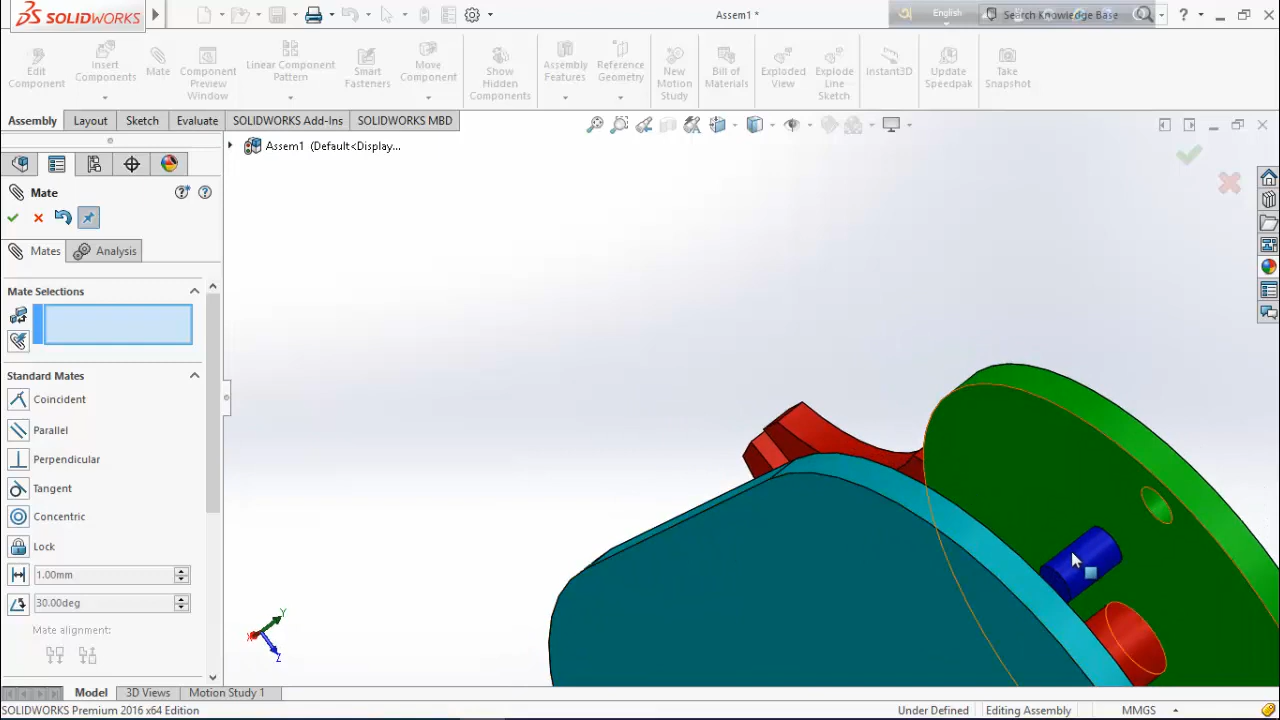 SOLIDWORKS
Assem1 *
English
Search Knowledge Base
?
Edit Component
Insert Components
Mate
Component Preview Window
Linear Component Pattern
Smart Fasteners
Move Component
Show Hidden Components
Assembly Features
Reference Geometry
New Motion Study
Bill of Materials
Exploded View
Explode Line Sketch
Instant3D
Update Speedpak
Take Snapshot
Assembly
Layout
Sketch
Evaluate
SOLIDWORKS Add-Ins
SOLIDWORKS MBD
Assem1 (Default<Display...
Mate
Mates
Analysis
Mate Selections
Standard Mates
Coincident
Parallel
Perpendicular
Tangent
Concentric
Lock
1.00mm
30.00deg
Mate alignment:
Y
X
Z
Model
3D Views
Motion Study 1
SOLIDWORKS Premium 2016 x64 Edition
Under Defined
Editing Assembly
MMGS